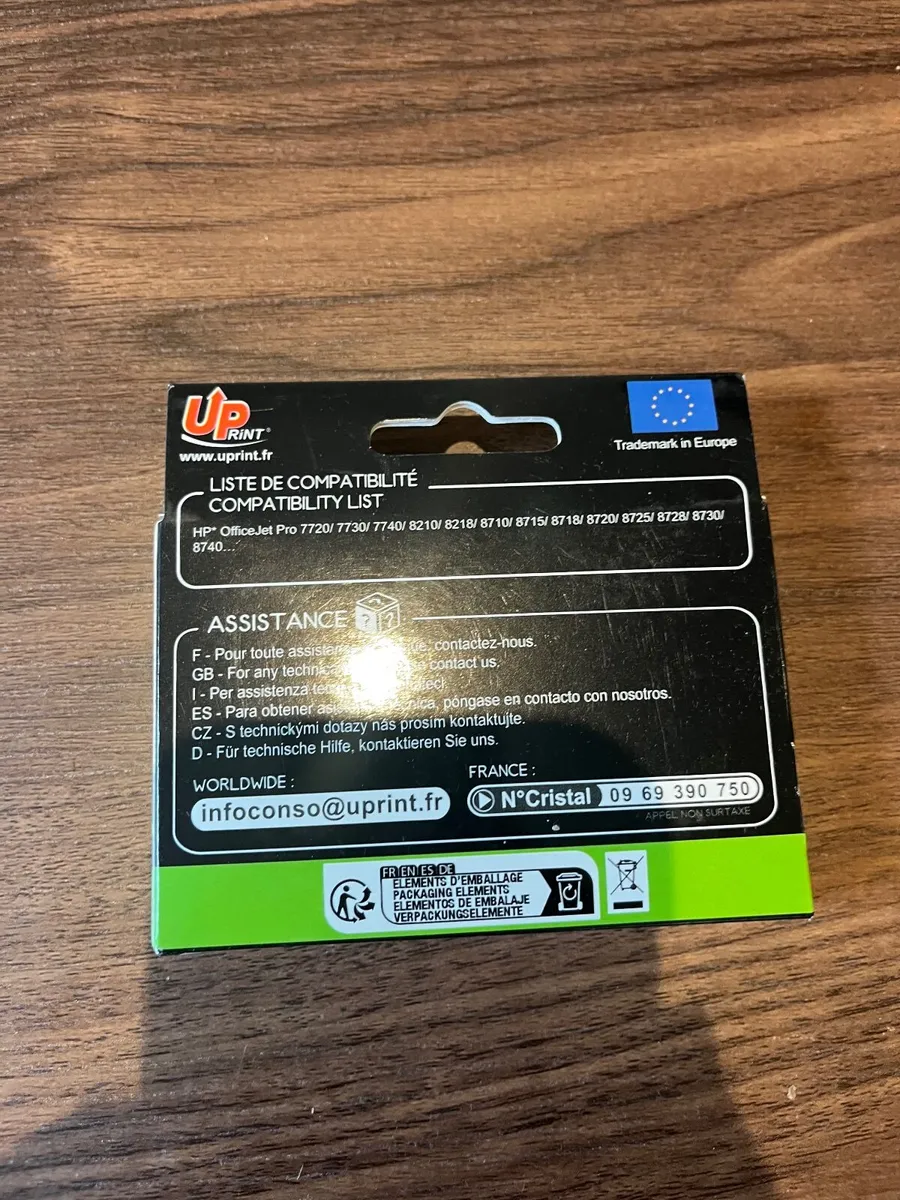 UPRINT®
www.uprint.fr
Trademark in Europe
LISTE DE COMPATIBILITÉ
COMPATIBILITY LIST
HP* OfficeJet Pro 7720/ 7730/ 7740/ 8210/ 8218/ 8710/ 8715/ 8718/ 8720/ 8725/ 8728/ 8730/
8740...
ASSISTANCE
? ?
F - Pour toute contactez-nous.
GB - For any contact us.
I - Per assistenza
ES - Para obtener póngase en contacto con nosotros.
CZ - S technickými dotazy nás prosím kontaktujte.
D - Für technische Hilfe, kontaktieren Sie uns.
WORLDWIDE :
infoconso@uprint.fr
FRANCE :
N°Cristal 09 69 390 750
APPEL NON SURTAXE
FR EN ES DE
ELEMENTS D'EMBALLAGE
PACKAGING ELEMENTS
ELEMENTOS DE EMBALAJE
VERPACKUNGSELEMENTE